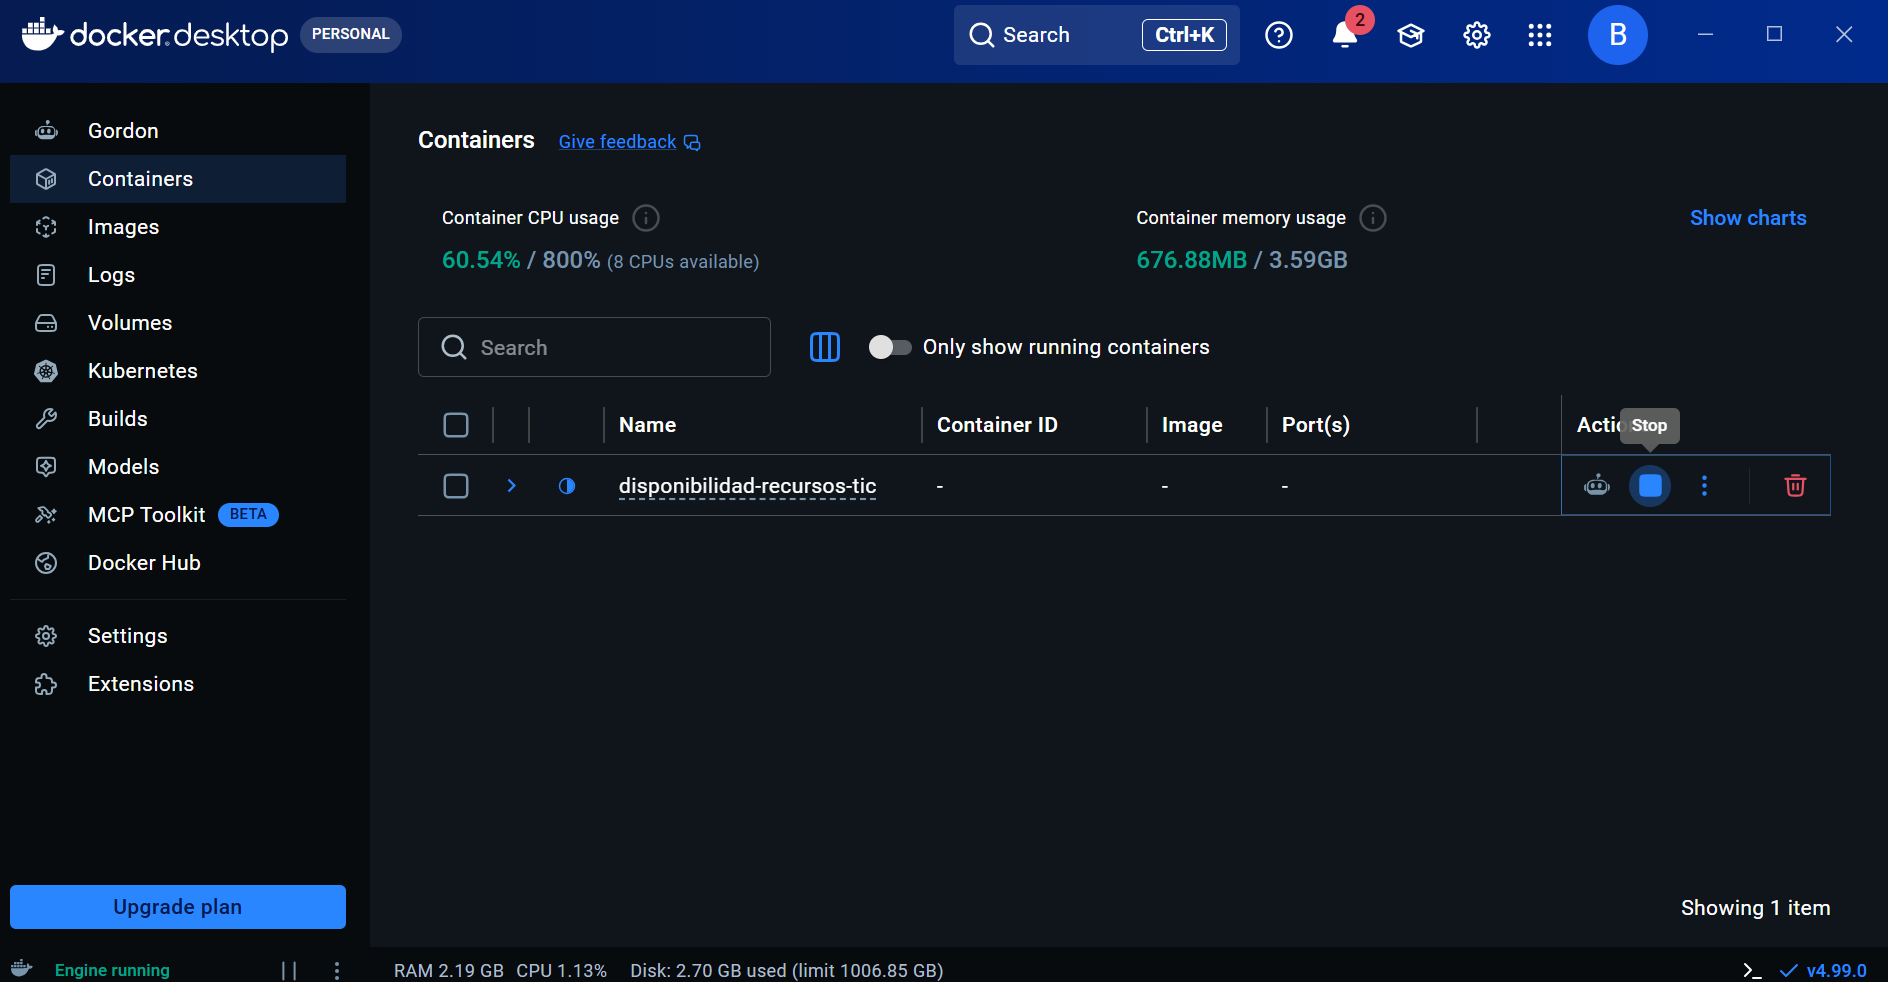 docker desktop PERSONAL
Search Ctrl+K
2
B
Gordon
Containers
Images
Logs
Volumes
Kubernetes
Builds
Models
MCP Toolkit BETA
Docker Hub
Settings
Extensions
Upgrade plan
Containers Give feedback
Container CPU usage
60.54% / 800% (8 CPUs available)
Container memory usage
676.88MB / 3.59GB
Show charts
Search
Only show running containers
Name Container ID Image Port(s) Actio
Stop
disponibilidad-recursos-tic - - -
Showing 1 item
Engine running
RAM 2.19 GB CPU 1.13% Disk: 2.70 GB used (limit 1006.85 GB)
v4.99.0